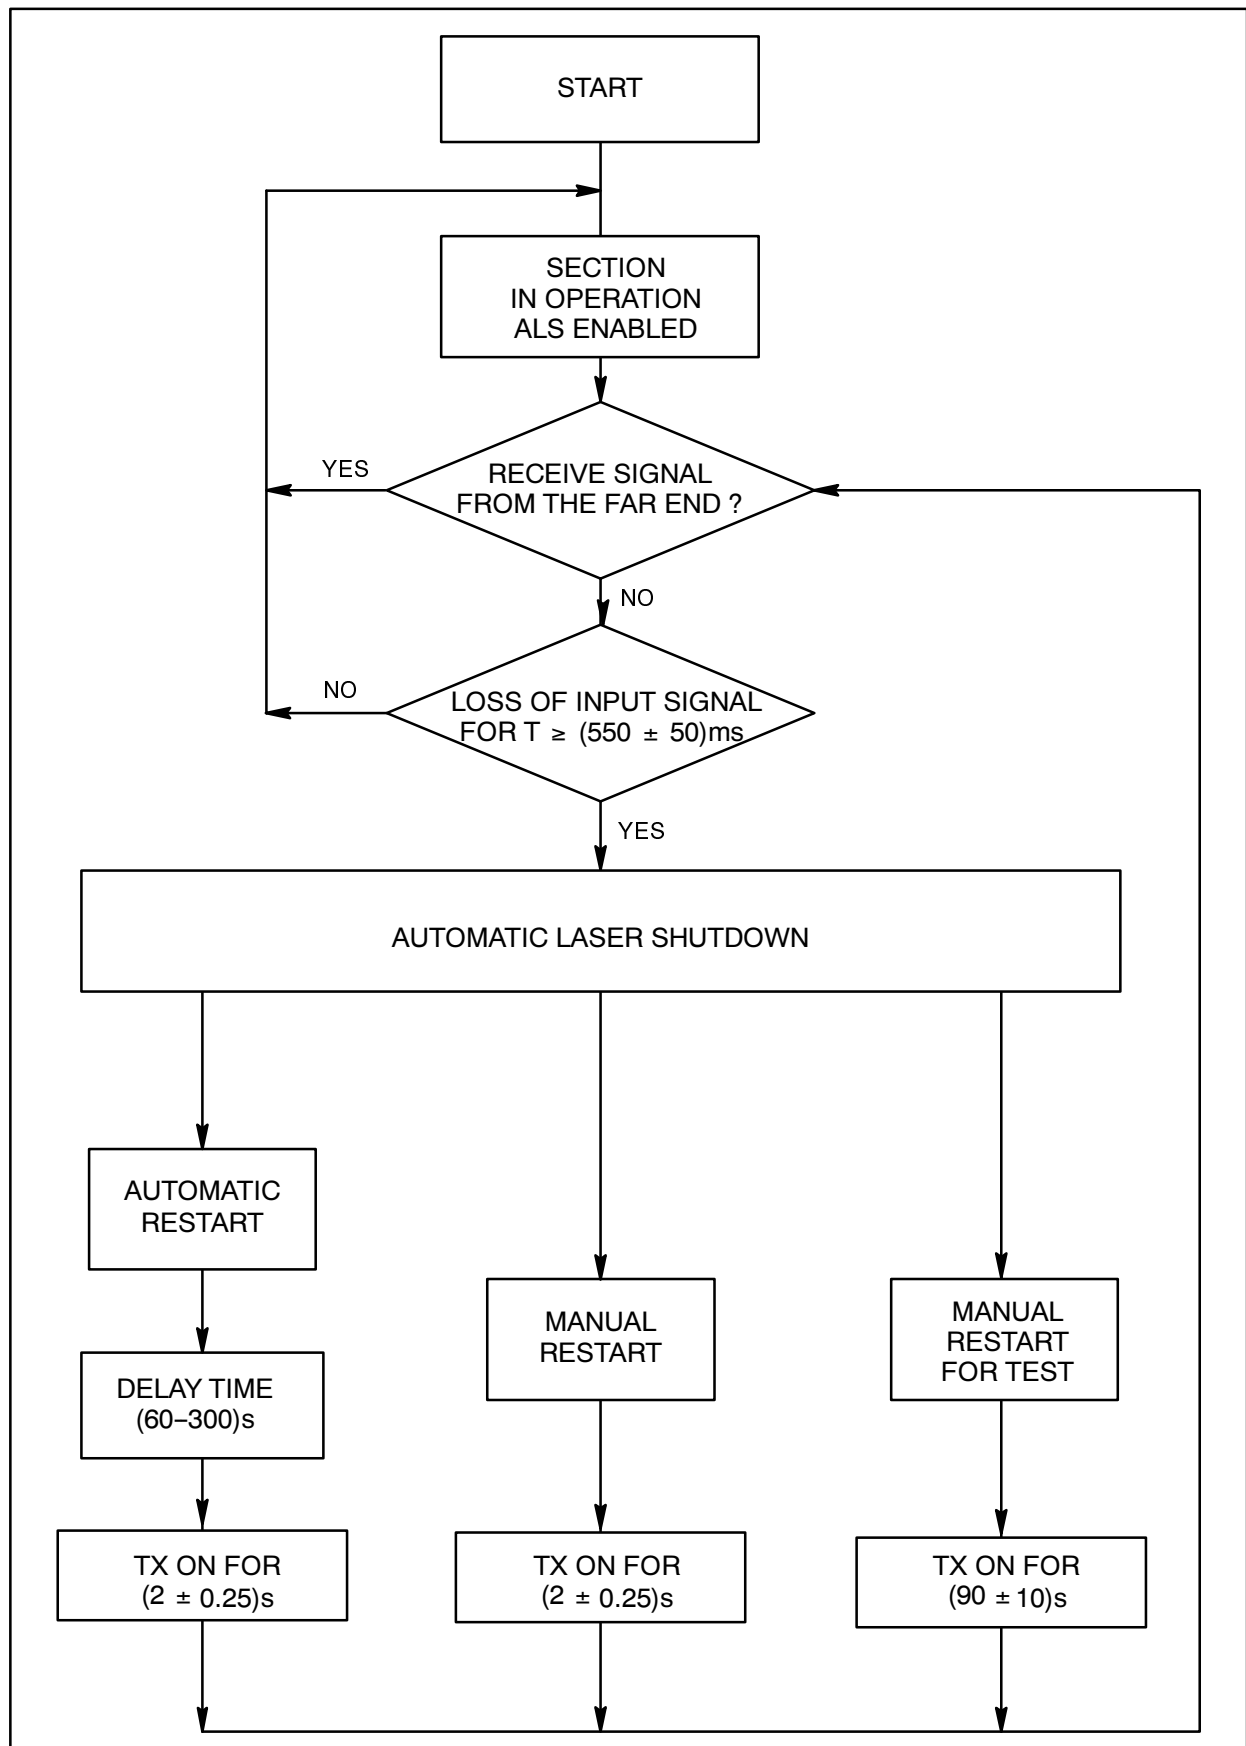 START
SECTION
IN OPERATION
ALS ENABLED
YES
RECEIVE SIGNAL
FROM THE FAR END ?
NO
NO
LOSS OF INPUT SIGNAL
FOR T ≥ (550 ± 50)ms
YES
AUTOMATIC LASER SHUTDOWN
AUTOMATIC
RESTART
MANUAL
RESTART
MANUAL
RESTART
FOR TEST
DELAY TIME
(60–300)s
TX ON FOR
(2 ± 0.25)s
TX ON FOR
(2 ± 0.25)s
TX ON FOR
(90 ± 10)s